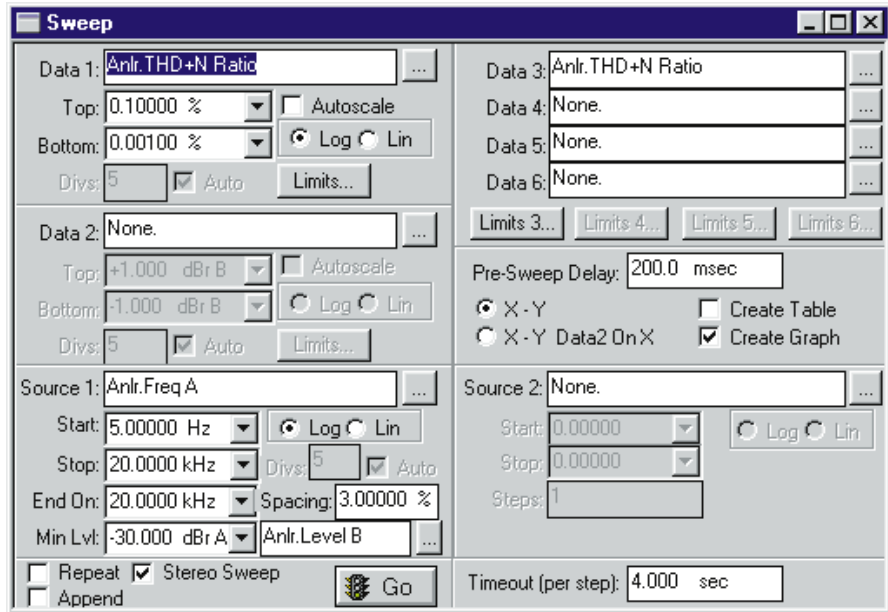 Sweep
Data 1: Anlr.THD+N Ratio ...
Top: 0.10000 % Autoscale
Bottom: 0.00100 % Log Lin
Divs: 5 Auto Limits...
Data 2: None. ...
Top: +1.000 dBr B Autoscale
Bottom: -1.000 dBr B Log Lin
Divs: 5 Auto Limits...
Source 1: Anlr.Freq A ...
Start: 5.00000 Hz Log Lin
Stop: 20.0000 kHz Divs: 5 Auto
End On: 20.0000 kHz Spacing: 3.00000 %
Min Lvl: -30.000 dBr A Anlr.Level B ...
Repeat Stereo Sweep
Append
Go
Data 3: Anlr.THD+N Ratio ...
Data 4: None. ...
Data 5: None. ...
Data 6: None. ...
Limits 3... Limits 4... Limits 5... Limits 6...
Pre-Sweep Delay: 200.0 msec
X - Y Create Table
X - Y Data2 On X Create Graph
Source 2: None. ...
Start: 0.00000 Log Lin
Stop: 0.00000
Steps: 1
Timeout (per step): 4.000 sec